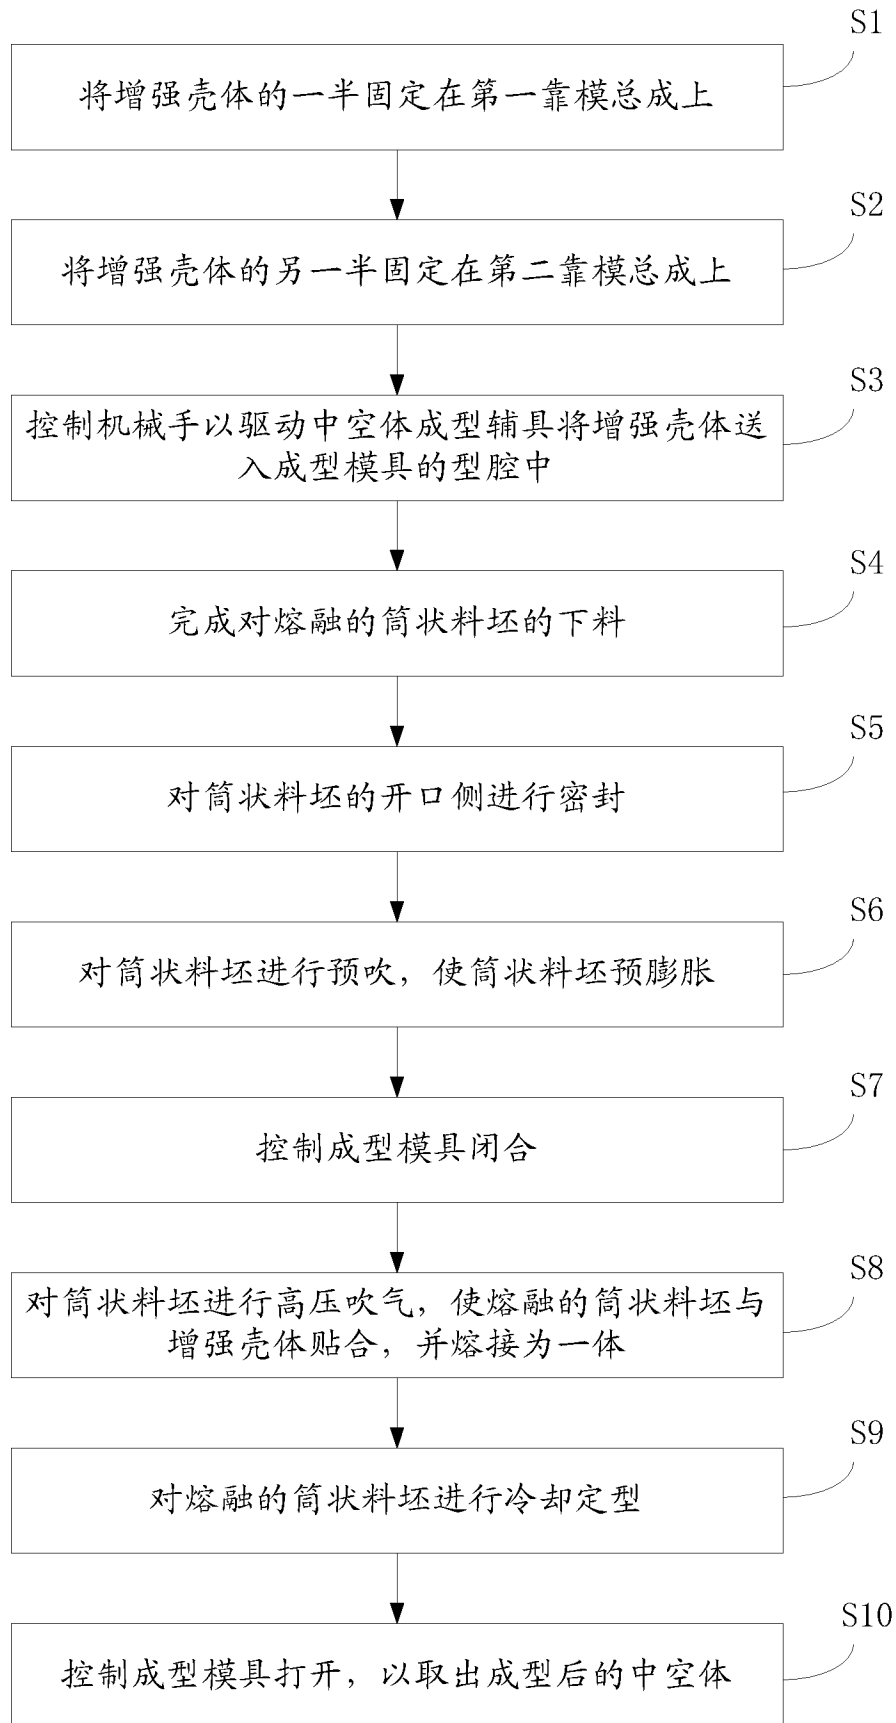 S1
将增强壳体的一半固定在第一靠模总成上
S2
将增强壳体的另一半固定在第二靠模总成上
S3
控制机械手以驱动中空体成型辅具将增强壳体送
入成型模具的型腔中
S4
完成对熔融的筒状料坯的下料
S5
对筒状料坯的开口侧进行密封
S6
对筒状料坯进行预吹，使筒状料坯预膨胀
S7
控制成型模具闭合
S8
对筒状料坯进行高压吹气，使熔融的筒状料坯与
增强壳体贴合，并熔接为一体
S9
对熔融的筒状料坯进行冷却定型
S10
控制成型模具打开，以取出成型后的中空体